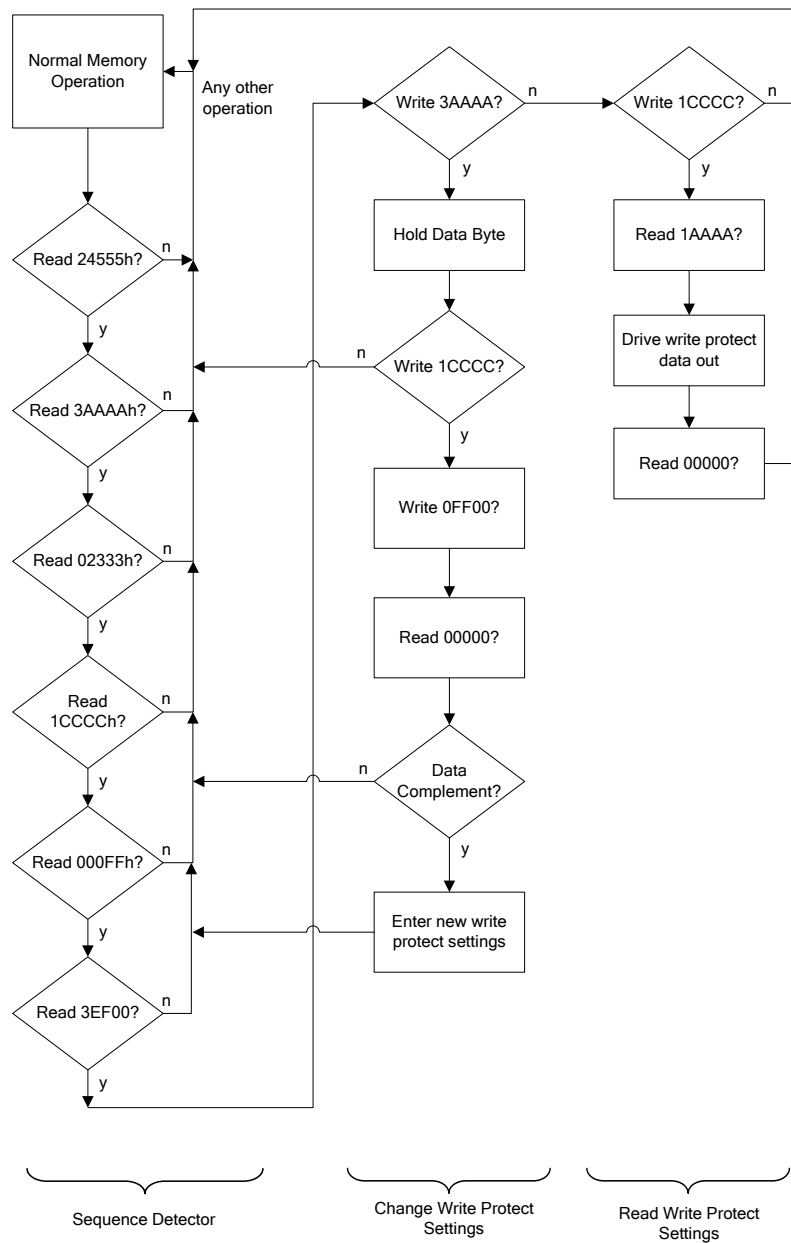 Normal Memory
Operation
Any other
operation
Read 24555h?
n
y
Read 3AAAAh?
n
y
Read 02333h?
n
y
Read
1CCCCh?
n
y
Read 000FFh?
n
y
Read 3EF00?
n
y
Write 3AAAA?
n
y
Hold Data Byte
Write 1CCCC?
n
y
Write 0FF00?
Read 00000?
Data
Complement?
n
y
Enter new write
protect settings
Write 1CCCC?
n
y
Read 1AAAA?
Drive write protect
data out
Read 00000?
Sequence Detector
Change Write Protect
Settings
Read Write Protect
Settings